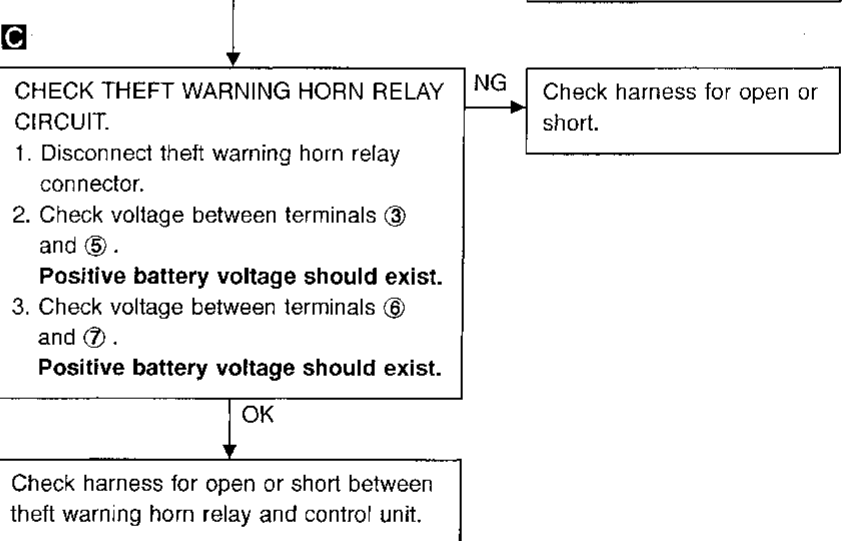 C
CHECK THEFT WARNING HORN RELAY
CIRCUIT.
1. Disconnect theft warning horn relay
connector.
2. Check voltage between terminals ③
and ⑤ .
Positive battery voltage should exist.
3. Check voltage between terminals ⑥
and ⑦ .
Positive battery voltage should exist.
NG
Check harness for open or
short.
OK
Check harness for open or short between
theft warning horn relay and control unit.